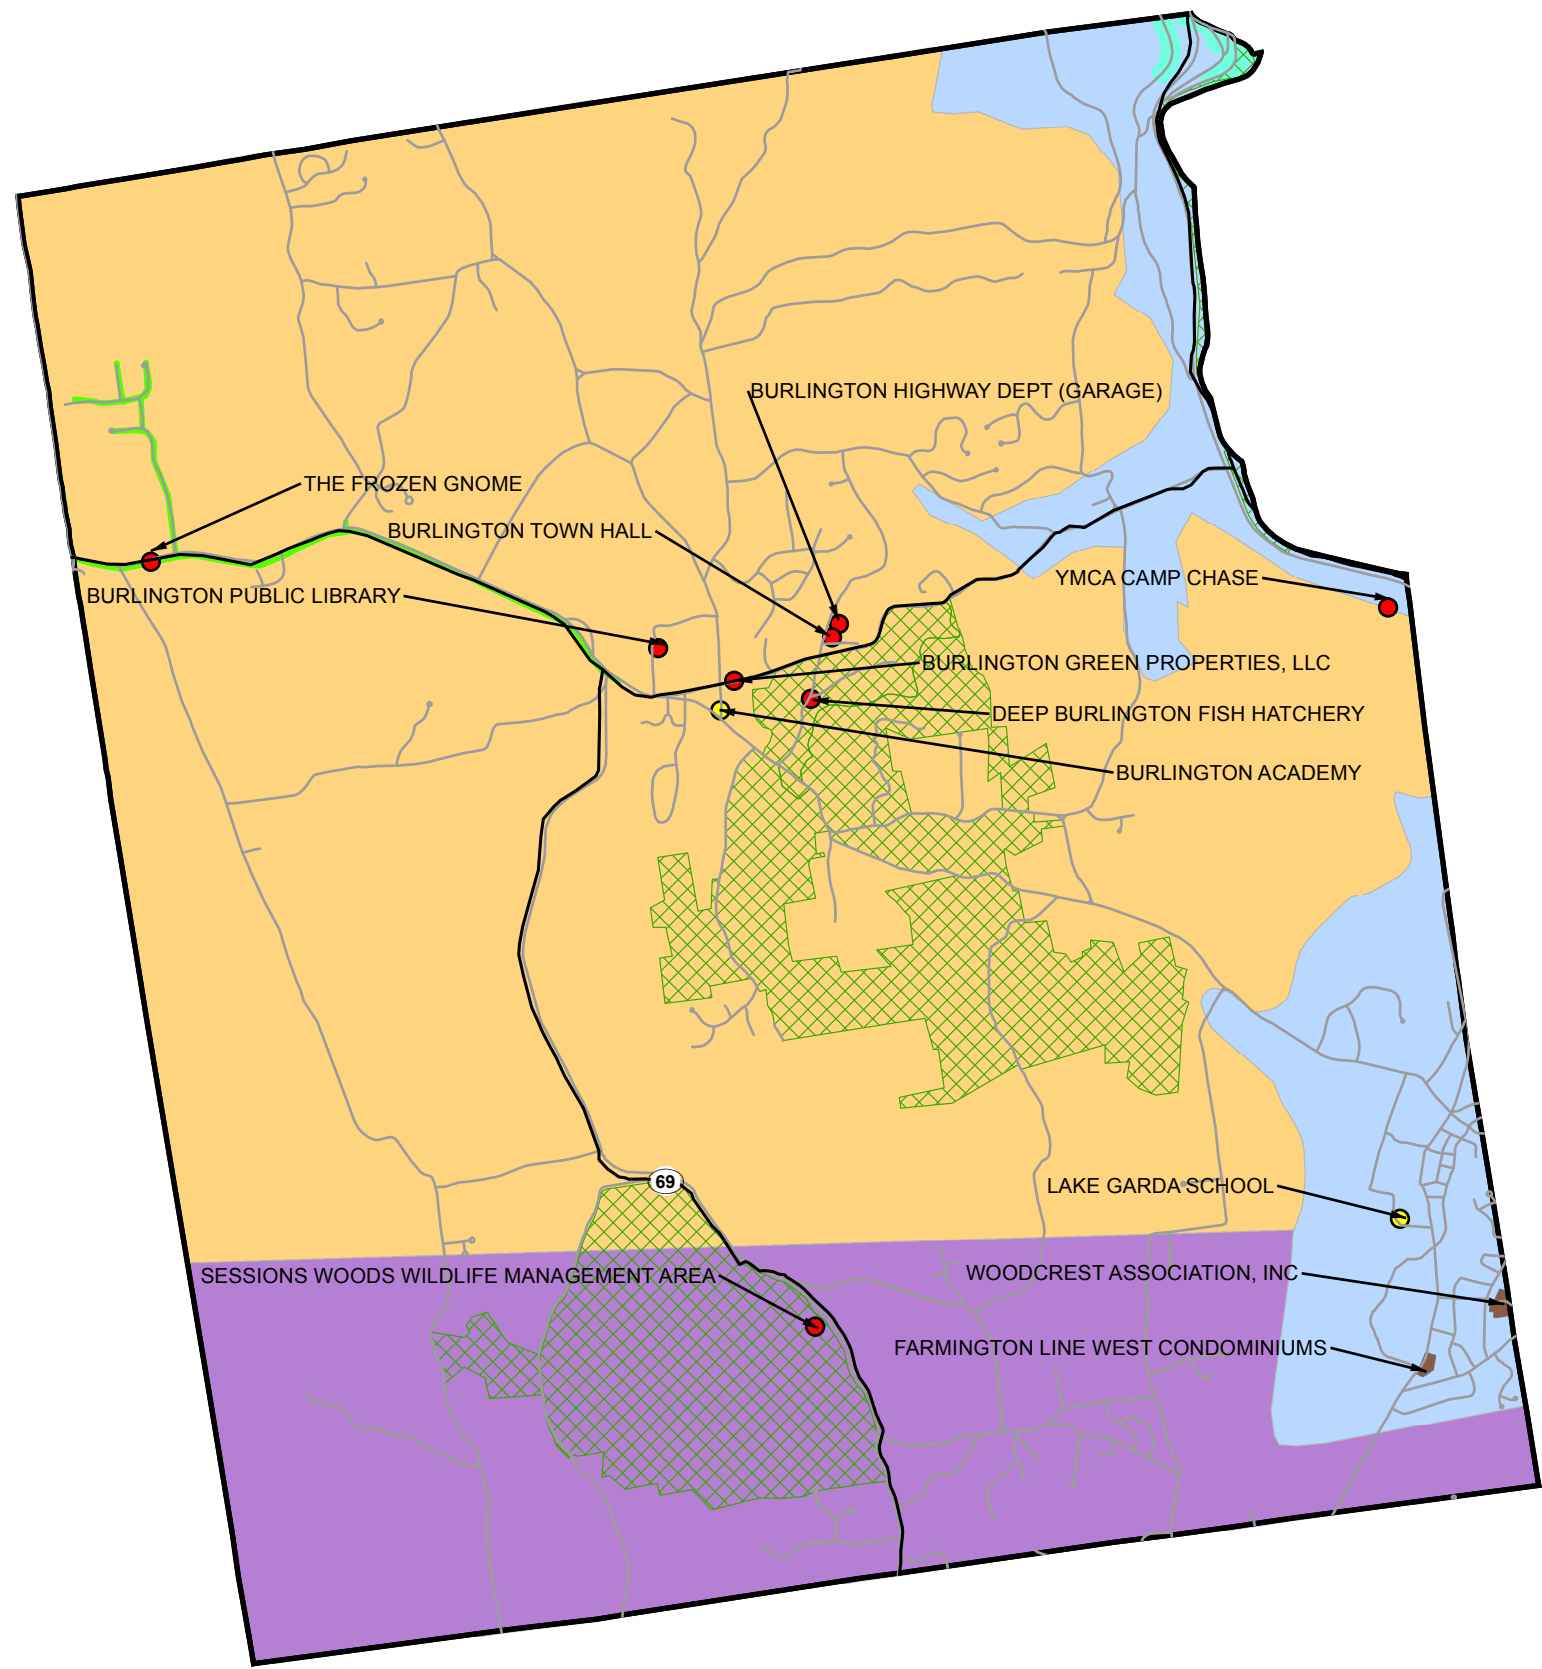 BURLINGTON HIGHWAY DEPT (GARAGE)
THE FROZEN GNOME
BURLINGTON TOWN HALL
YMCA CAMP CHASE
BURLINGTON PUBLIC LIBRARY
BURLINGTON GREEN PROPERTIES, LLC
DEEP BURLINGTON FISH HATCHERY
BURLINGTON ACADEMY
69
LAKE GARDA SCHOOL
WOODCREST ASSOCIATION, INC
SESSIONS WOODS WILDLIFE MANAGEMENT AREA
FARMINGTON LINE WEST CONDOMINIUMS